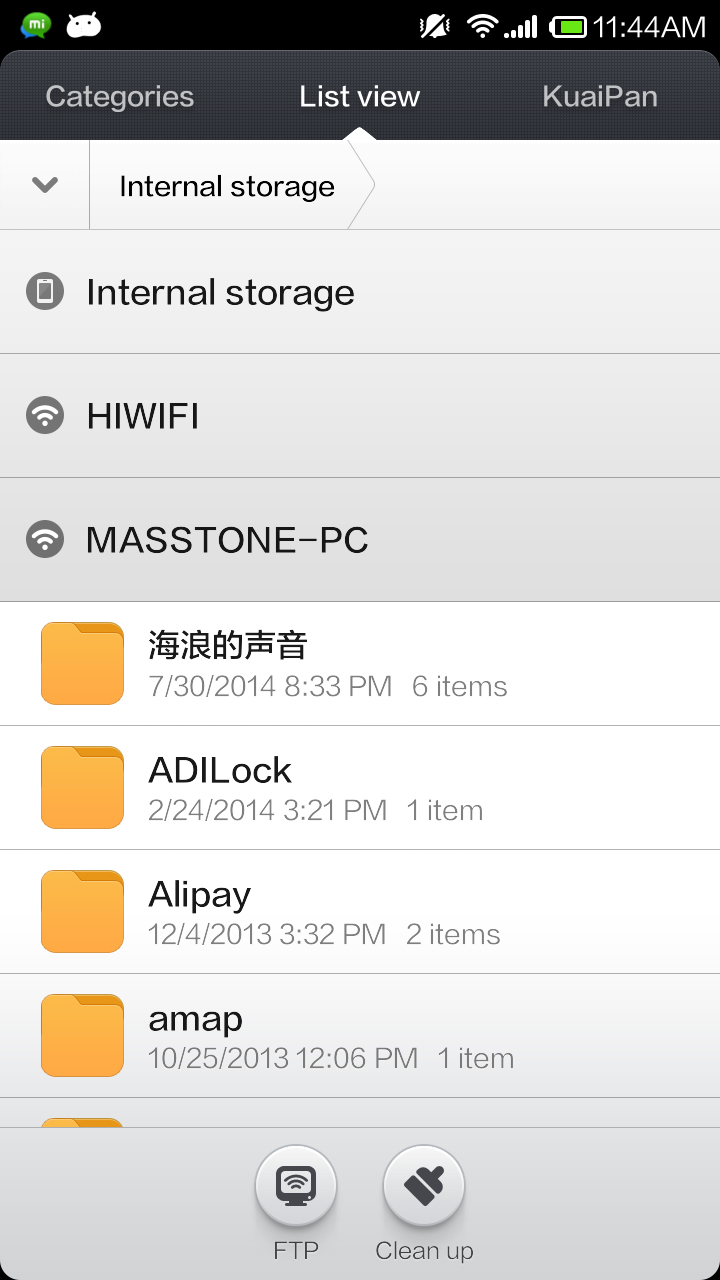 mi
11:44AM
Categories
List view
KuaiPan
Internal storage
Internal storage
HIWIFI
MASSTONE-PC
海浪的声音
7/30/2014 8:33 PM 6 items
ADILock
2/24/2014 3:21 PM 1 item
Alipay
12/4/2013 3:32 PM 2 items
amap
10/25/2013 12:06 PM 1 item
FTP
Clean up